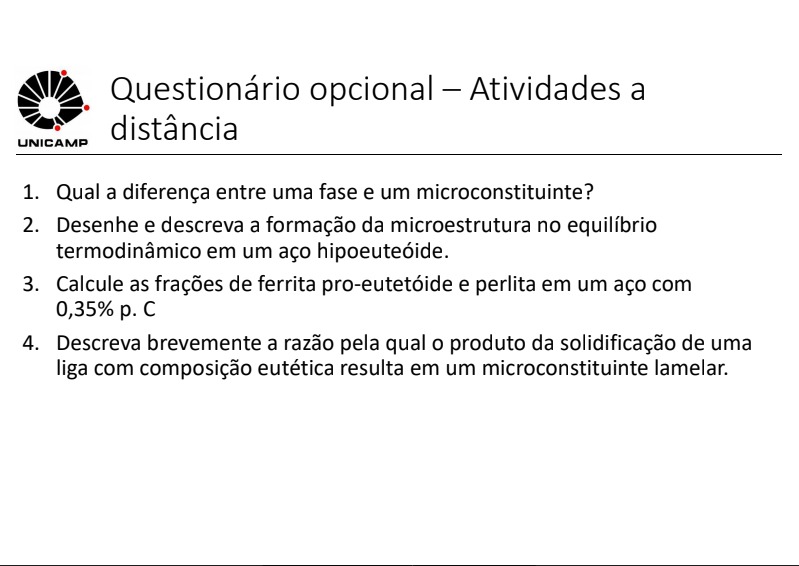 UNICAMP
Questionário opcional – Atividades a
distância
1. Qual a diferença entre uma fase e um microconstituinte?
2. Desenhe e descreva a formação da microestrutura no equilíbrio
termodinâmico em um aço hipoeuteóide.
3. Calcule as frações de ferrita pro-eutetóide e perlita em um aço com
0,35% p. C
4. Descreva brevemente a razão pela qual o produto da solidificação de uma
liga com composição eutética resulta em um microconstituinte lamelar.